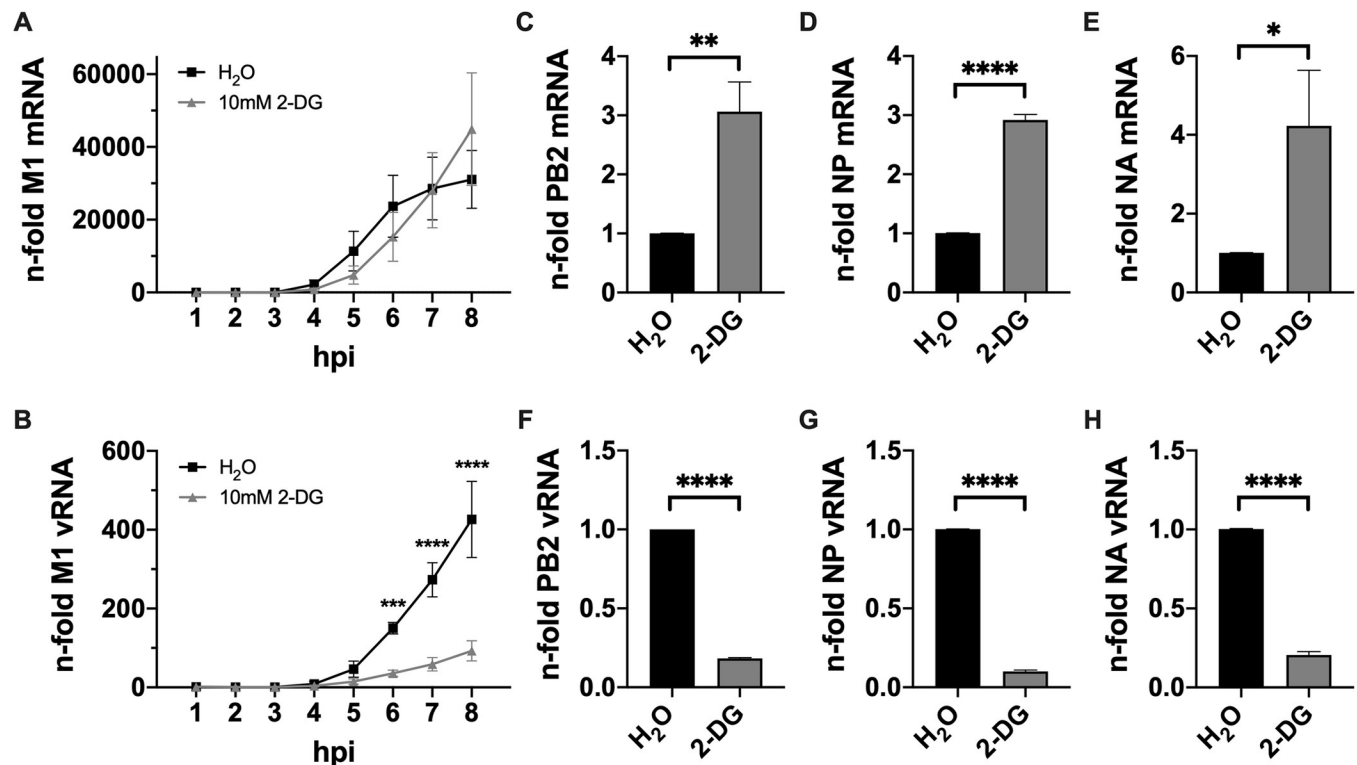 A
n-fold M1 mRNA
60000
40000
20000
0
H₂O
10mM 2-DG
1 2 3 4 5 6 7 8
hpi
C
n-fold PB2 mRNA
4
3
2
1
0
**
H₂O
2-DG
D
n-fold NP mRNA
4
3
2
1
0
****
H₂O
2-DG
E
n-fold NA mRNA
6
4
2
0
*
H₂O
2-DG
B
n-fold M1 vRNA
600
400
200
0
H₂O
10mM 2-DG
***
****
****
1 2 3 4 5 6 7 8
hpi
F
n-fold PB2 vRNA
1.5
1.0
0.5
0.0
****
H₂O
2-DG
G
n-fold NP vRNA
1.5
1.0
0.5
0.0
****
H₂O
2-DG
H
n-fold NA vRNA
1.5
1.0
0.5
0.0
****
H₂O
2-DG